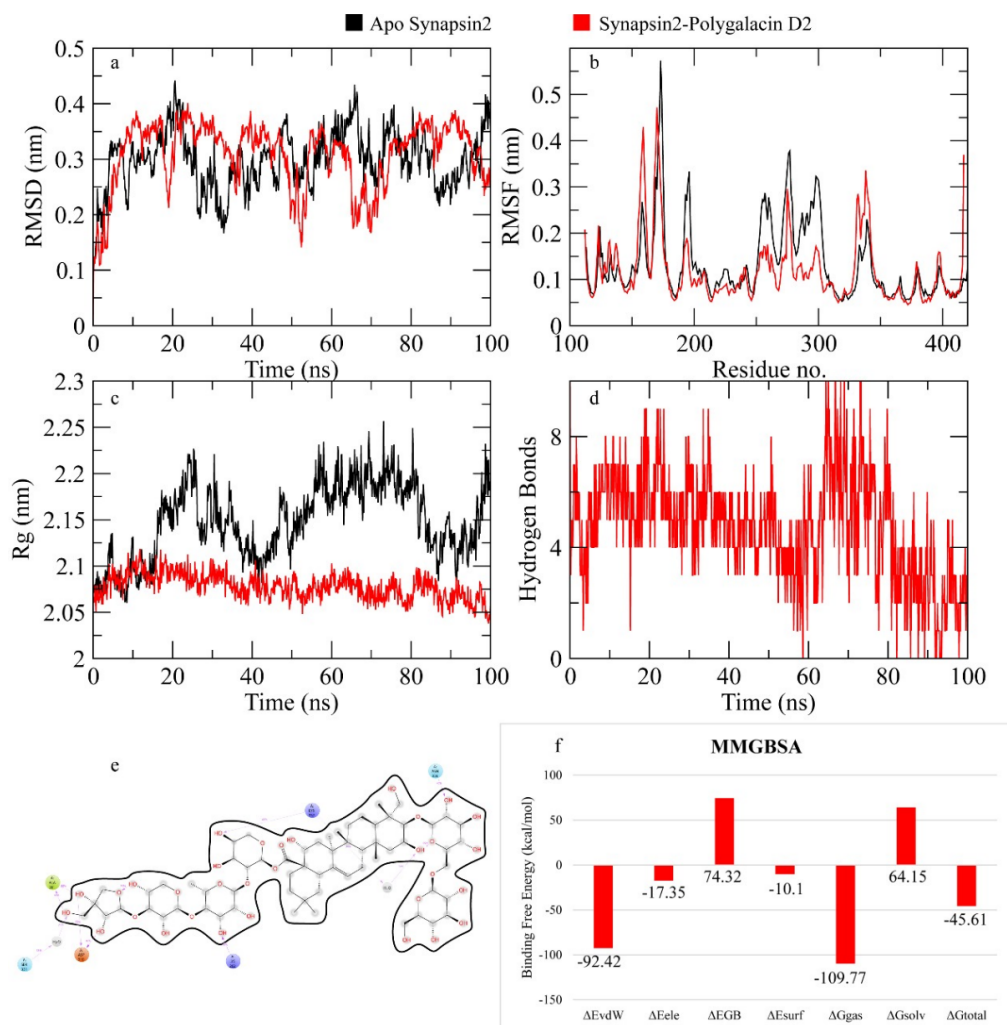 Apo Synapsin2 Synapsin2-Polygalacin D2
a
RMSD (nm)
0.5
0.4
0.3
0.2
0.1
0
0 20 40 60 80 100
Time (ns)
b
RMSF (nm)
0.5
0.4
0.3
0.2
0.1
0
100 200 300 400
Residue no.
c
Rg (nm)
2.3
2.25
2.2
2.15
2.1
2.05
2
0 20 40 60 80 100
Time (ns)
d
Hydrogen Bonds
8
4
0
0 20 40 60 80 100
Time (ns)
e
f
MMGBSA
Binding Free Energy (kcal/mol)
100
50
0
-50
-100
-150
-92.42
-17.35
74.32
-10.1
-109.77
64.15
-45.61
ΔEvdW ΔEele ΔEGB ΔEsurf ΔGgas ΔGsolv ΔGtotal